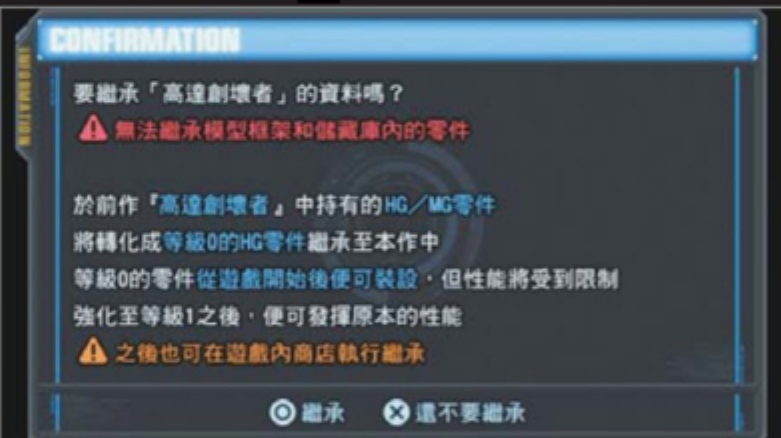 CONFIRMATION
INFORMATION
要繼承「高達創壞者」的資料嗎？
無法繼承模型框架和儲藏庫內的零件
於前作『高達創壞者』中持有的HG／MG零件
將轉化成等級0的HG零件繼承至本作中
等級0的零件從遊戲開始後便可裝設，但性能將受到限制
強化至等級1之後，便可發揮原本的性能
之後也可在遊戲內商店執行繼承
繼承 還不要繼承